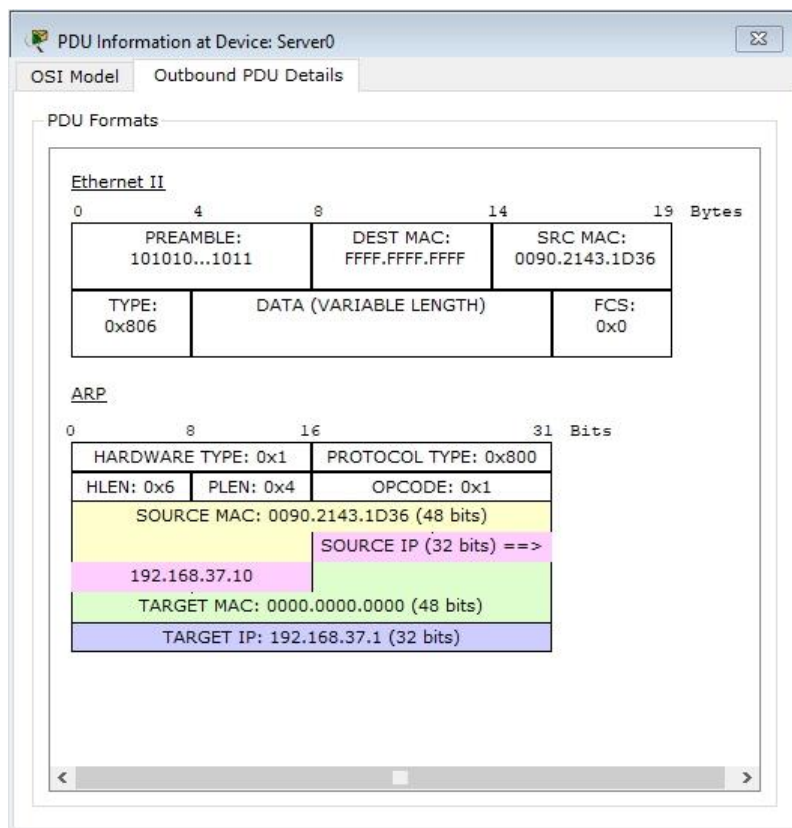 PDU Information at Device: Server0
OSI Model Outbound PDU Details
PDU Formats
Ethernet II
0 4 8 14 19 Bytes
PREAMBLE: DEST MAC: SRC MAC:
101010...1011 FFFF.FFFF.FFFF 0090.2143.1D36
TYPE: DATA (VARIABLE LENGTH) FCS:
0x806 0x0
ARP
0 8 16 31 Bits
HARDWARE TYPE: 0x1 PROTOCOL TYPE: 0x800
HLEN: 0x6 PLEN: 0x4 OPCODE: 0x1
SOURCE MAC: 0090.2143.1D36 (48 bits)
SOURCE IP (32 bits) ==>
192.168.37.10
TARGET MAC: 0000.0000.0000 (48 bits)
TARGET IP: 192.168.37.1 (32 bits)